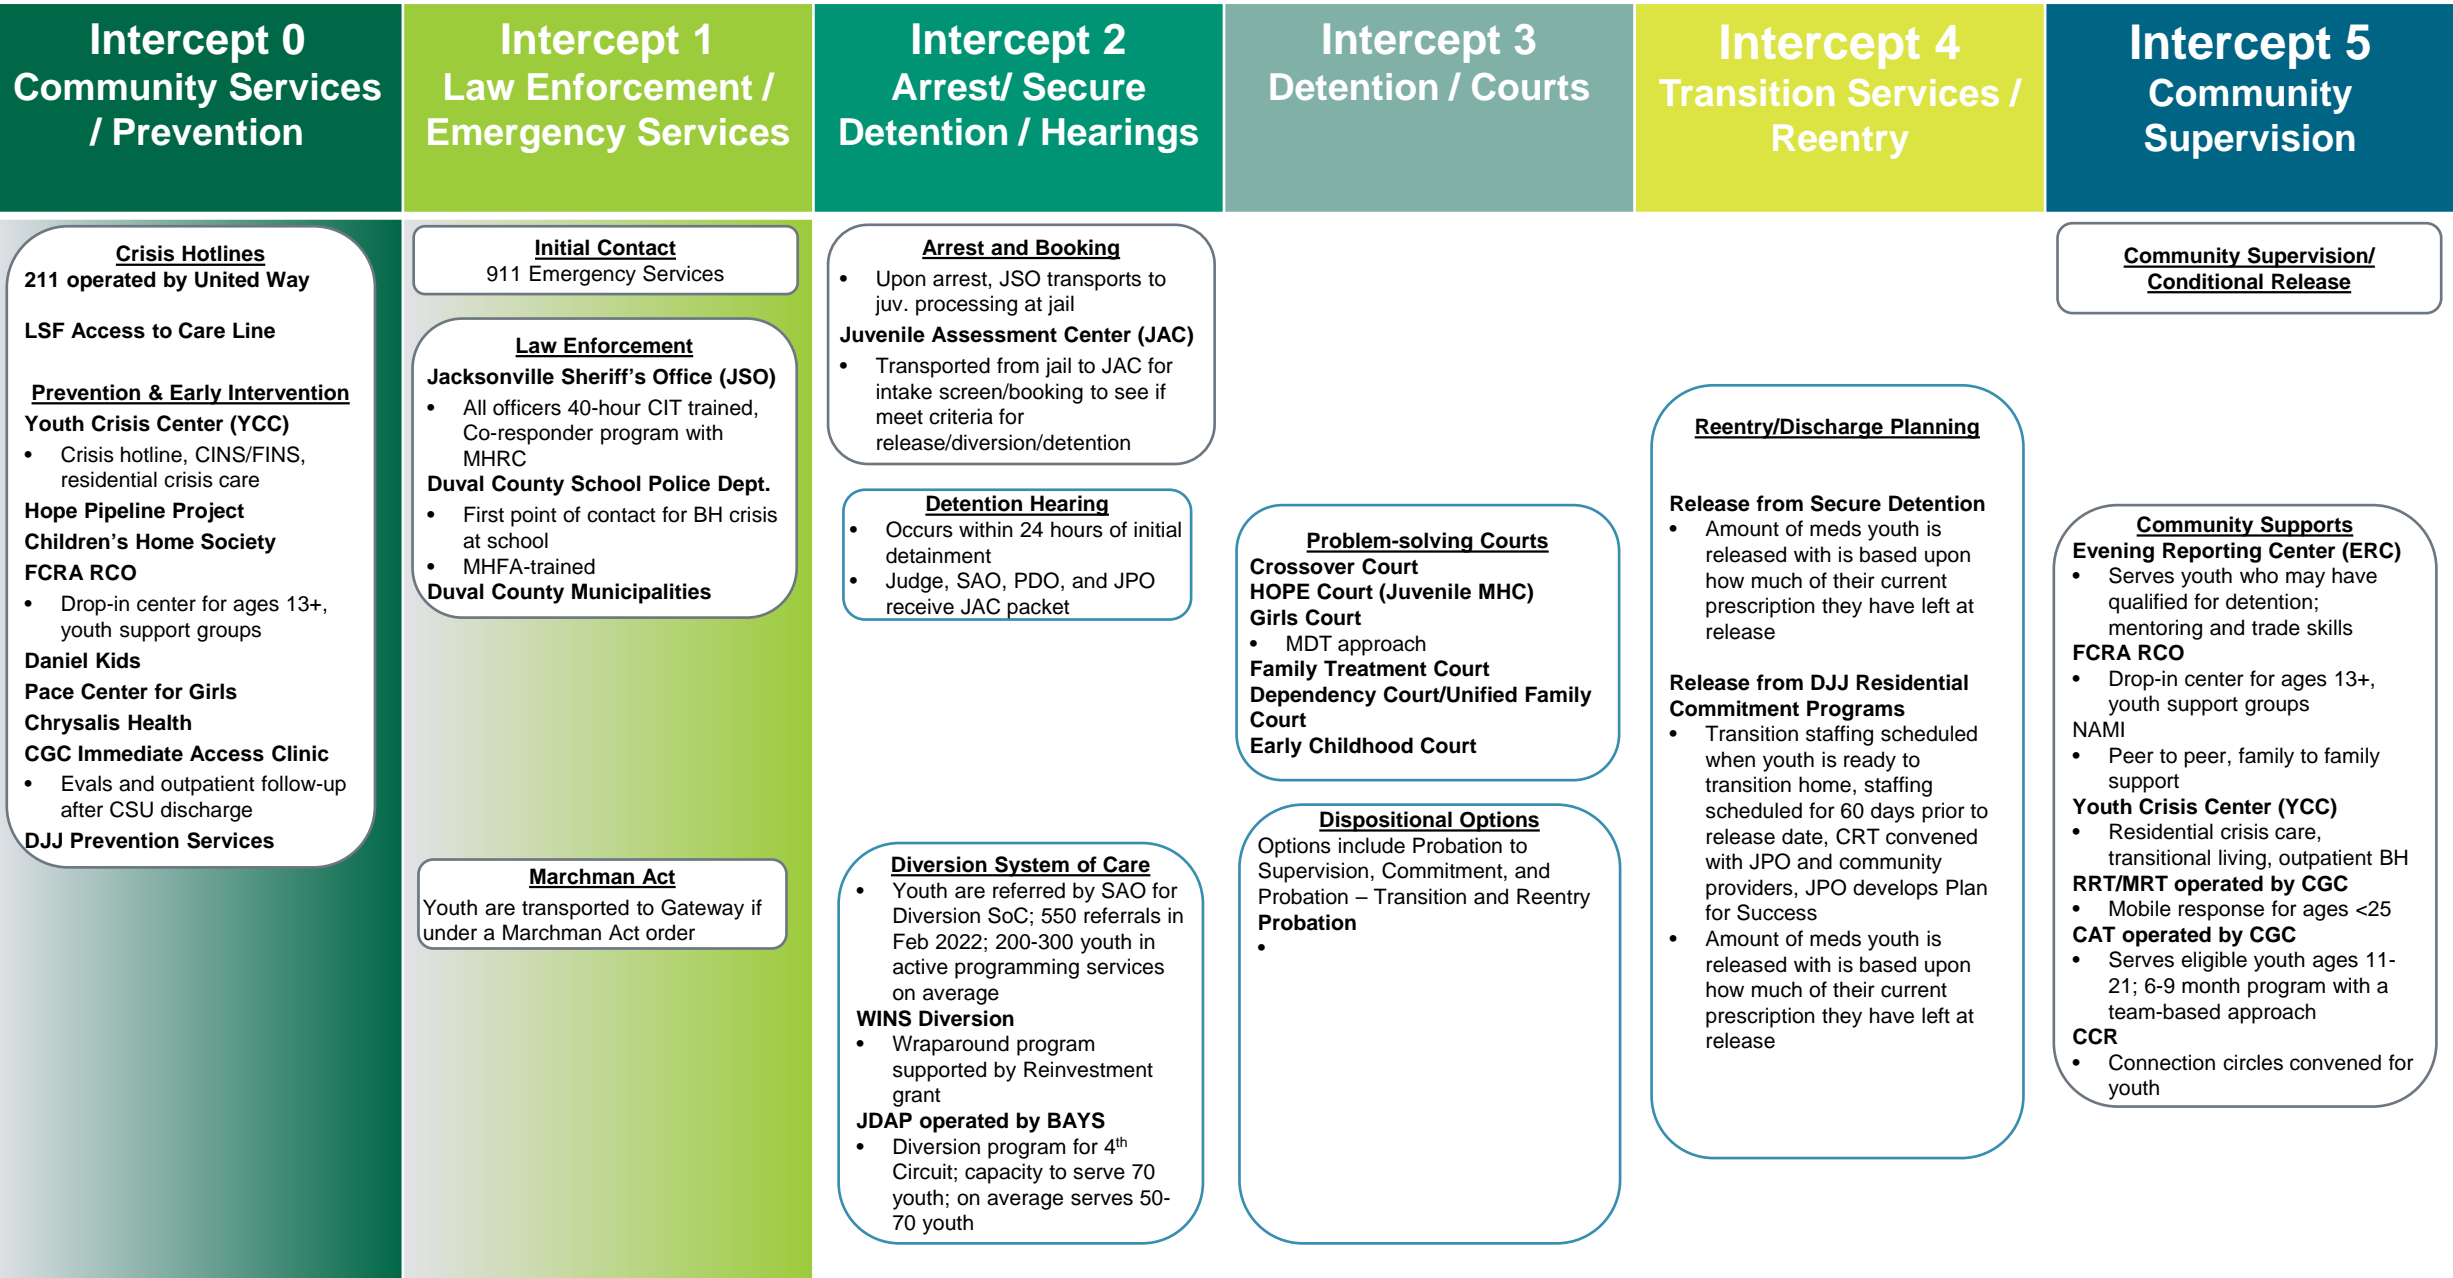 Intercept 0
Community Services
/ Prevention
Intercept 1
Law Enforcement /
Emergency Services
Intercept 2
Arrest/ Secure
Detention / Hearings
Intercept 3
Detention / Courts
Intercept 4
Transition Services /
Reentry
Intercept 5
Community
Supervision
Crisis Hotlines
211 operated by United Way
LSF Access to Care Line
Prevention & Early Intervention
Youth Crisis Center (YCC)
• Crisis hotline, CINS/FINS,
residential crisis care
Hope Pipeline Project
Children's Home Society
FCRA RCO
• Drop-in center for ages 13+,
youth support groups
Daniel Kids
Pace Center for Girls
Chrysalis Health
CGC Immediate Access Clinic
• Evals and outpatient follow-up
after CSU discharge
DJJ Prevention Services
Initial Contact
911 Emergency Services
Law Enforcement
Jacksonville Sheriff's Office (JSO)
• All officers 40-hour CIT trained,
Co-responder program with
MHRC
Duval County School Police Dept.
• First point of contact for BH crisis
at school
• MHFA-trained
Duval County Municipalities
Marchman Act
Youth are transported to Gateway if
under a Marchman Act order
Arrest and Booking
• Upon arrest, JSO transports to
juv. processing at jail
Juvenile Assessment Center (JAC)
• Transported from jail to JAC for
intake screen/booking to see if
meet criteria for
release/diversion/detention
Detention Hearing
• Occurs within 24 hours of initial
detainment
• Judge, SAO, PDO, and JPO
receive JAC packet
Diversion System of Care
• Youth are referred by SAO for
Diversion SoC; 550 referrals in
Feb 2022; 200-300 youth in
active programming services
on average
WINS Diversion
• Wraparound program
supported by Reinvestment
grant
JDAP operated by BAYS
• Diversion program for 4th
Circuit; capacity to serve 70
youth; on average serves 50-
70 youth
Problem-solving Courts
Crossover Court
HOPE Court (Juvenile MHC)
Girls Court
• MDT approach
Family Treatment Court
Dependency Court/Unified Family
Court
Early Childhood Court
Dispositional Options
Options include Probation to
Supervision, Commitment, and
Probation – Transition and Reentry
Probation
•
Reentry/Discharge Planning
Release from Secure Detention
• Amount of meds youth is
released with is based upon
how much of their current
prescription they have left at
release
Release from DJJ Residential
Commitment Programs
• Transition staffing scheduled
when youth is ready to
transition home, staffing
scheduled for 60 days prior to
release date, CRT convened
with JPO and community
providers, JPO develops Plan
for Success
• Amount of meds youth is
released with is based upon
how much of their current
prescription they have left at
release
Community Supervision/
Conditional Release
Community Supports
Evening Reporting Center (ERC)
• Serves youth who may have
qualified for detention;
mentoring and trade skills
FCRA RCO
• Drop-in center for ages 13+,
youth support groups
NAMI
• Peer to peer, family to family
support
Youth Crisis Center (YCC)
• Residential crisis care,
transitional living, outpatient BH
RRT/MRT operated by CGC
• Mobile response for ages <25
CAT operated by CGC
• Serves eligible youth ages 11-
21; 6-9 month program with a
team-based approach
CCR
• Connection circles convened for
youth